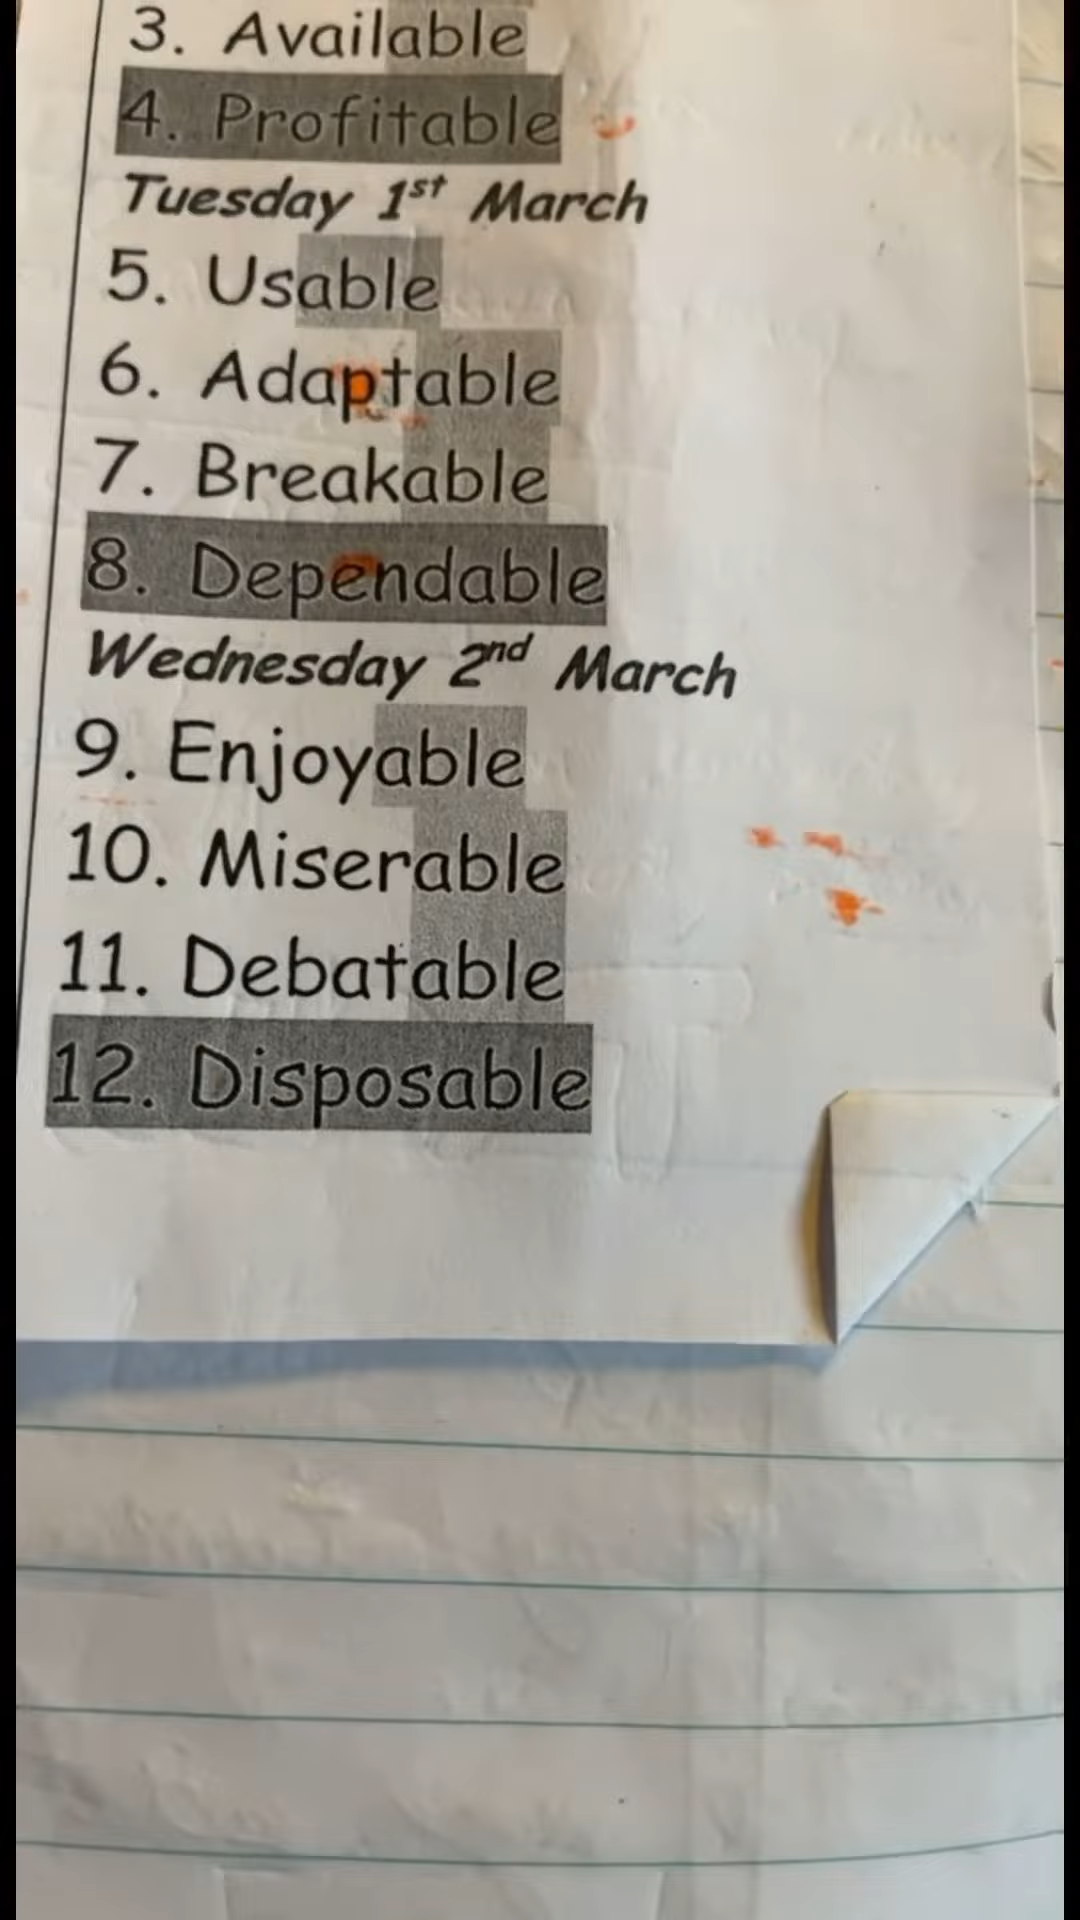 3. Available
4. Profitable
Tuesday 1st March
5. Usable
6. Adaptable
7. Breakable
8. Dependable
Wednesday 2nd March
9. Enjoyable
10. Miserable
11. Debatable
12. Disposable